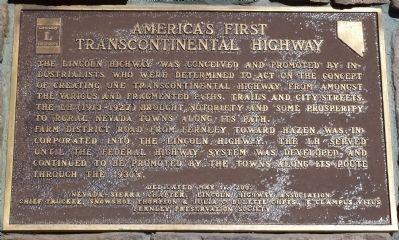 AMERICA'S FIRST
TRANSCONTINENTAL HIGHWAY
THE LINCOLN HIGHWAY WAS CONCEIVED AND PROMOTED BY IN-
DUSTRIALISTS WHO WERE DETERMINED TO ACT ON THE CONCEPT
OF CREATING ONE TRANSCONTINENTAL HIGHWAY FROM AMONGST
THE VARIOUS AND FRAGMENTED PATHS, TRAILS AND CITY STREETS.
THE LH (1913-1927) BROUGHT NOTORIETY AND SOME PROSPERITY
TO RURAL NEVADA TOWNS ALONG ITS PATH.
FARM DISTRICT ROAD FROM FERNLEY TOWARD HAZEN WAS IN-
CORPORATED INTO THE LINCOLN HIGHWAY. THE LH SERVED
UNTIL THE FEDERAL HIGHWAY SYSTEM WAS DEVELOPED AND
CONTINUED TO BE PROMOTED BY THE TOWNS ALONG ITS ROUTE
THROUGH THE 1930'S.
DEDICATED MAY
NEVADA-SIERRA CHAPTER, LINCOLN HIGHWAY ASSOCIATION
CHIEF TRUCKEE, SNOWSHOE THOMPSON & JULIA C. BULLETTE CHPTS., E CLAMPUS VITUS
FERNLEY PRESERVATION SOCIETY